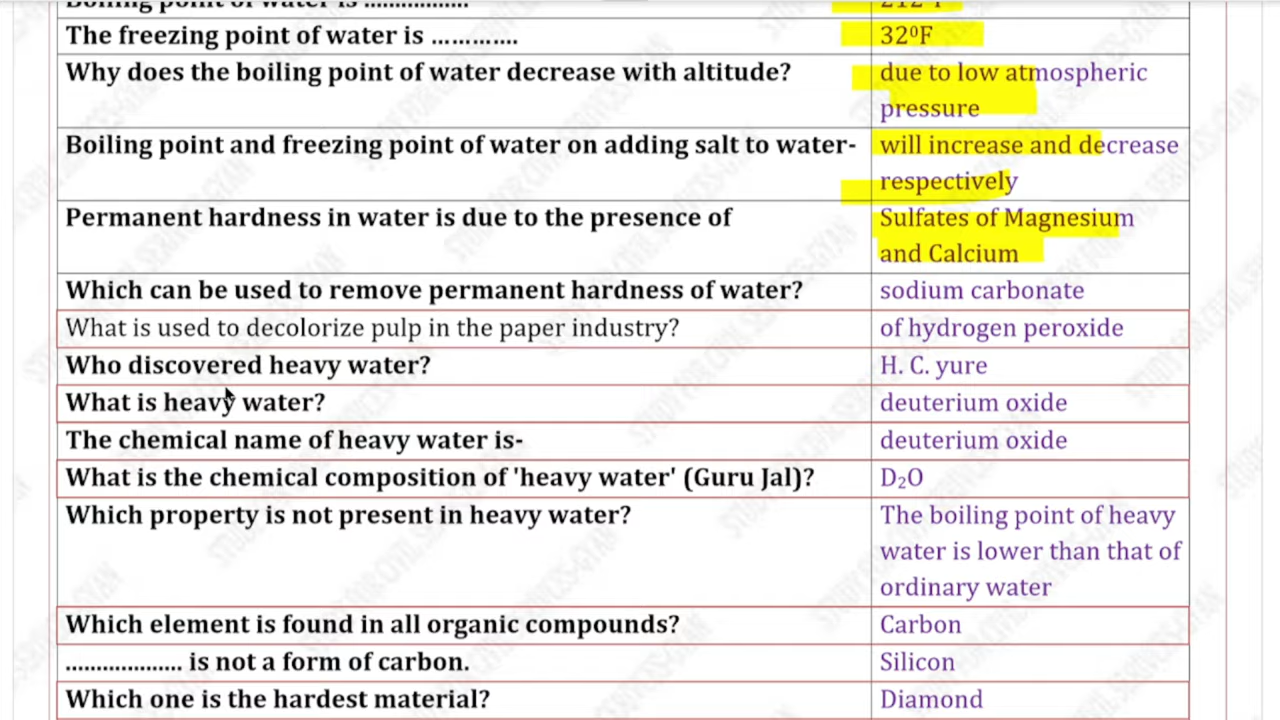 Boiling point of water is ................. 212⁰F
The freezing point of water is ............. 32⁰F
Why does the boiling point of water decrease with altitude? due to low atmospheric
pressure
Boiling point and freezing point of water on adding salt to water- will increase and decrease
respectively
Permanent hardness in water is due to the presence of Sulfates of Magnesium
and Calcium
Which can be used to remove permanent hardness of water? sodium carbonate
What is used to decolorize pulp in the paper industry? of hydrogen peroxide
Who discovered heavy water? H. C. yure
What is heavy water? deuterium oxide
The chemical name of heavy water is- deuterium oxide
What is the chemical composition of 'heavy water' (Guru Jal)? D₂O
Which property is not present in heavy water? The boiling point of heavy
water is lower than that of
ordinary water
Which element is found in all organic compounds? Carbon
................... is not a form of carbon. Silicon
Which one is the hardest material? Diamond